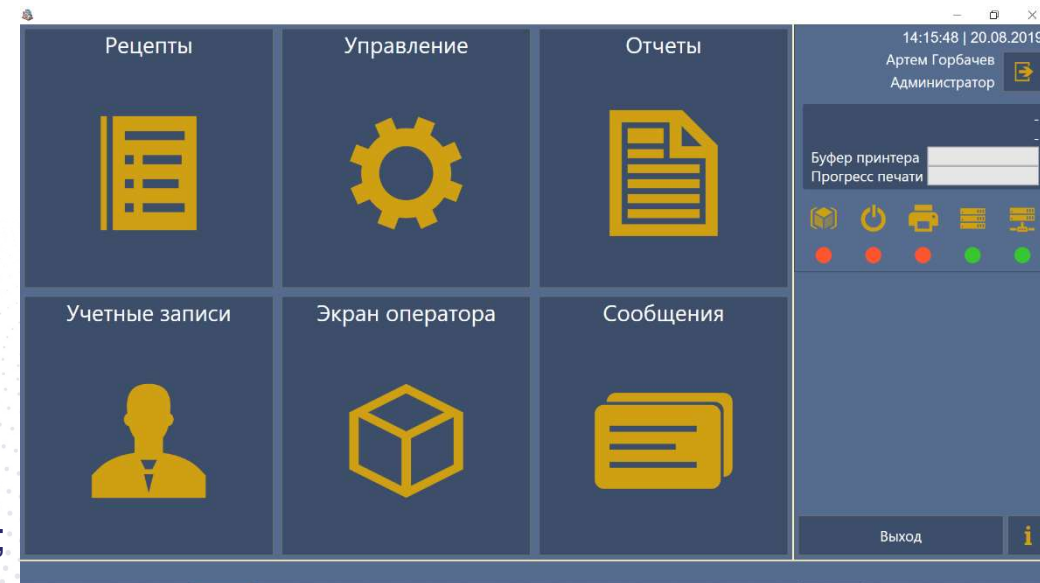 Рецепты
Управление
Отчеты
Учетные записи
Экран оператора
Сообщения
14:15:48 | 20.08.2019
Артем Горбачев
Администратор
-
-
Буфер принтера
Прогресс печати
Выход
i